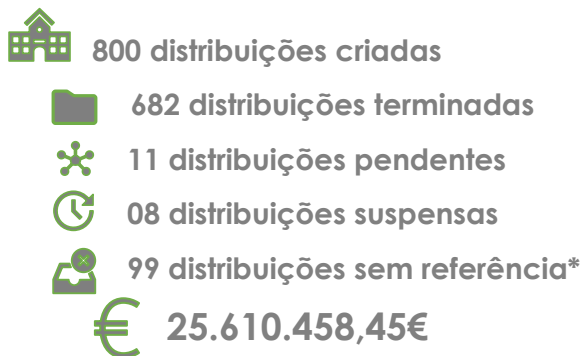 800 distribuições criadas
682 distribuições terminadas
11 distribuições pendentes
08 distribuições suspensas
99 distribuições sem referência*
€ 25.610.458,45€